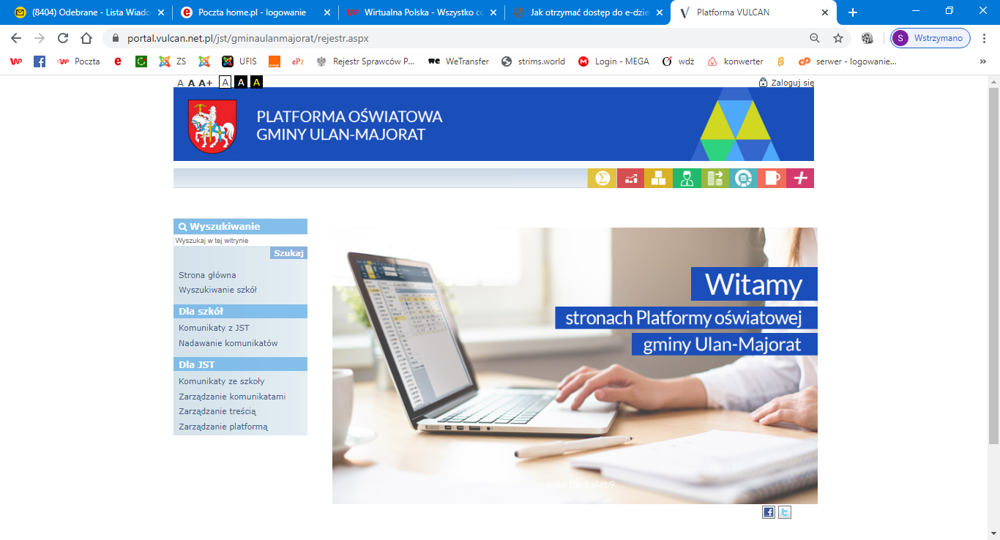 (8404) Odebrane - Lista Wiado
Poczta home.pl - logowanie
Wirtualna Polska - Wszystko co
Jak otrzymać dostęp do e-dzie
Platforma VULCAN
portal.vulcan.net.pl/jst/gminaulanmajorat/rejestr.aspx
S Wstrzymano
Poczta
ZS
UFIS
Rejestr Sprawców P...
WeTransfer
strims.world
Login - MEGA
wdż
konwerter
serwer - logowanie...
A A A+ A A A
Zaloguj się
PLATFORMA OŚWIATOWA
GMINY ULAN-MAJORAT
Wyszukiwanie
Wyszukaj w tej witrynie
Szukaj
Strona główna
Wyszukiwanie szkół
Dla szkół
Komunikaty z JST
Nadawanie komunikatów
Dla JST
Komunikaty ze szkoły
Zarządzanie komunikatami
Zarządzanie treścią
Zarządzanie platformą
Witamy
stronach Platformy oświatowej
gminy Ulan-Majorat